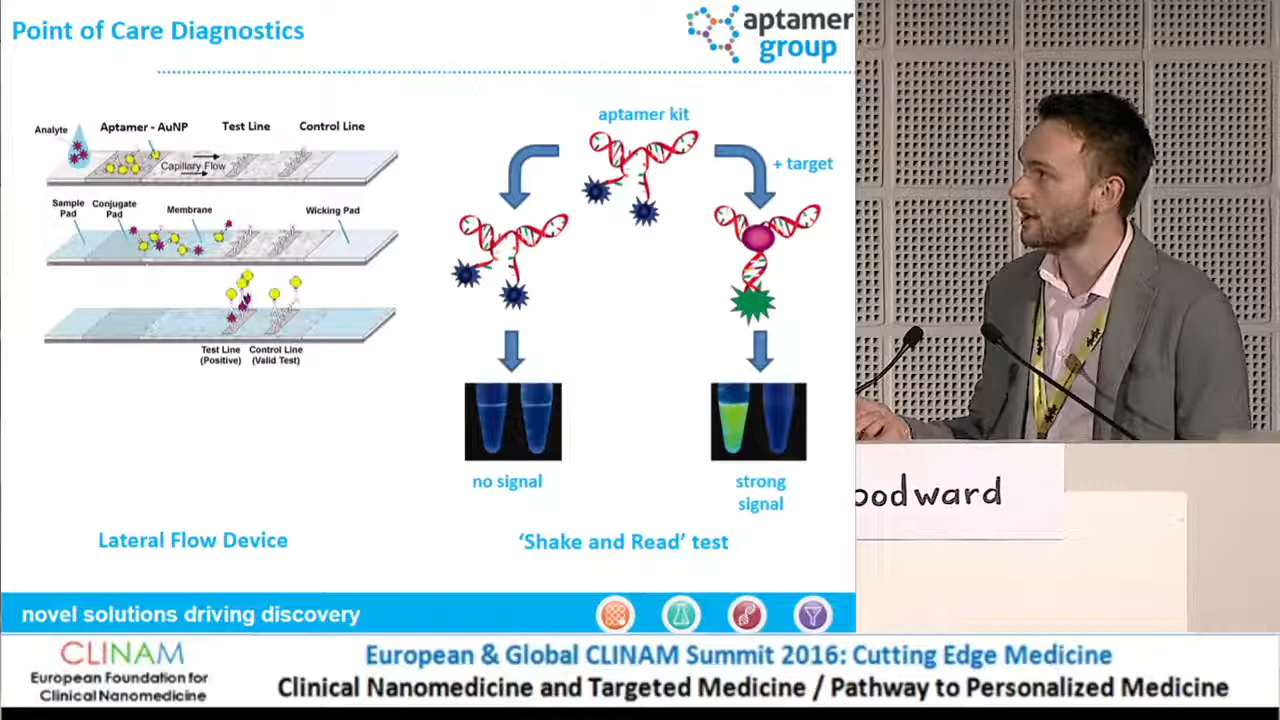 Point of Care Diagnostics
aptamer
group
Analyte
Aptamer - AuNP
Test Line
Control Line
Capillary Flow
Sample
Pad
Conjugate
Pad
Membrane
Wicking Pad
Test Line
(Positive)
Control Line
(Valid Test)
Lateral Flow Device
aptamer kit
+ target
no signal
strong
signal
‘Shake and Read’ test
novel solutions driving discovery
oodward
CLINAM
European Foundation for
Clinical Nanomedicine
European & Global CLINAM Summit 2016: Cutting Edge Medicine
Clinical Nanomedicine and Targeted Medicine / Pathway to Personalized Medicine